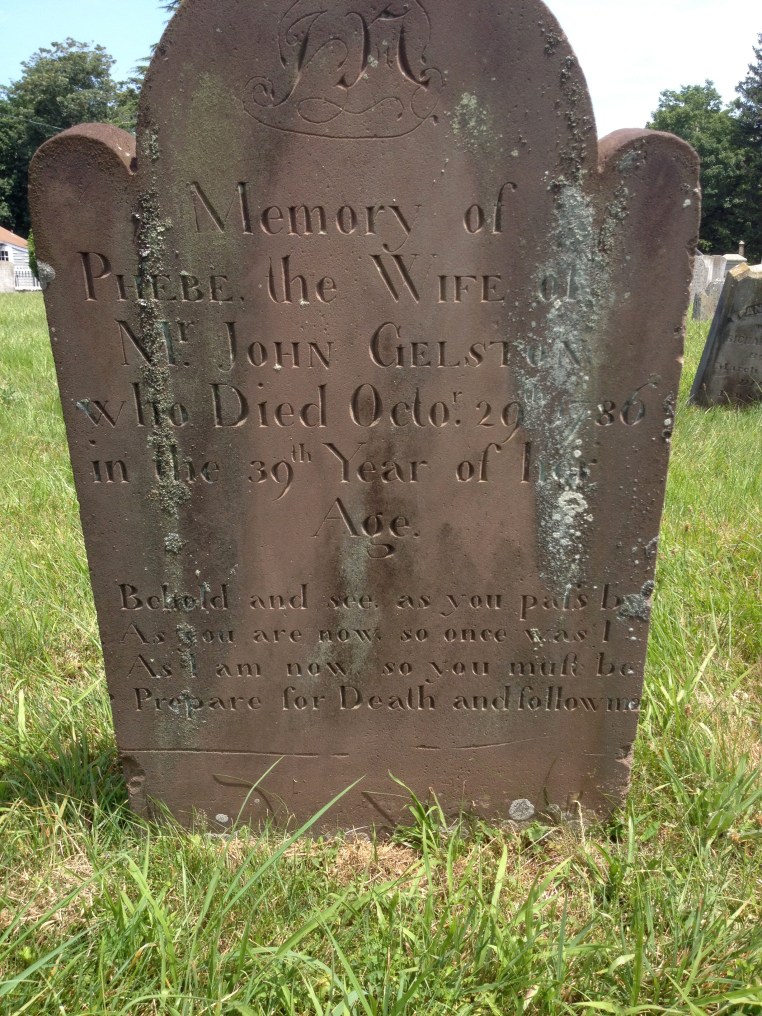 In
Memory of
PHEBE, the WIFE of
Mr. JOHN GELSTON
who Died Octor. 29th 1786
in the 39th Year of her
Age.
Behold and see, as you paſs by
As you are now, so once was I
As I am now, so you muſt be
Prepare for Death and follow me